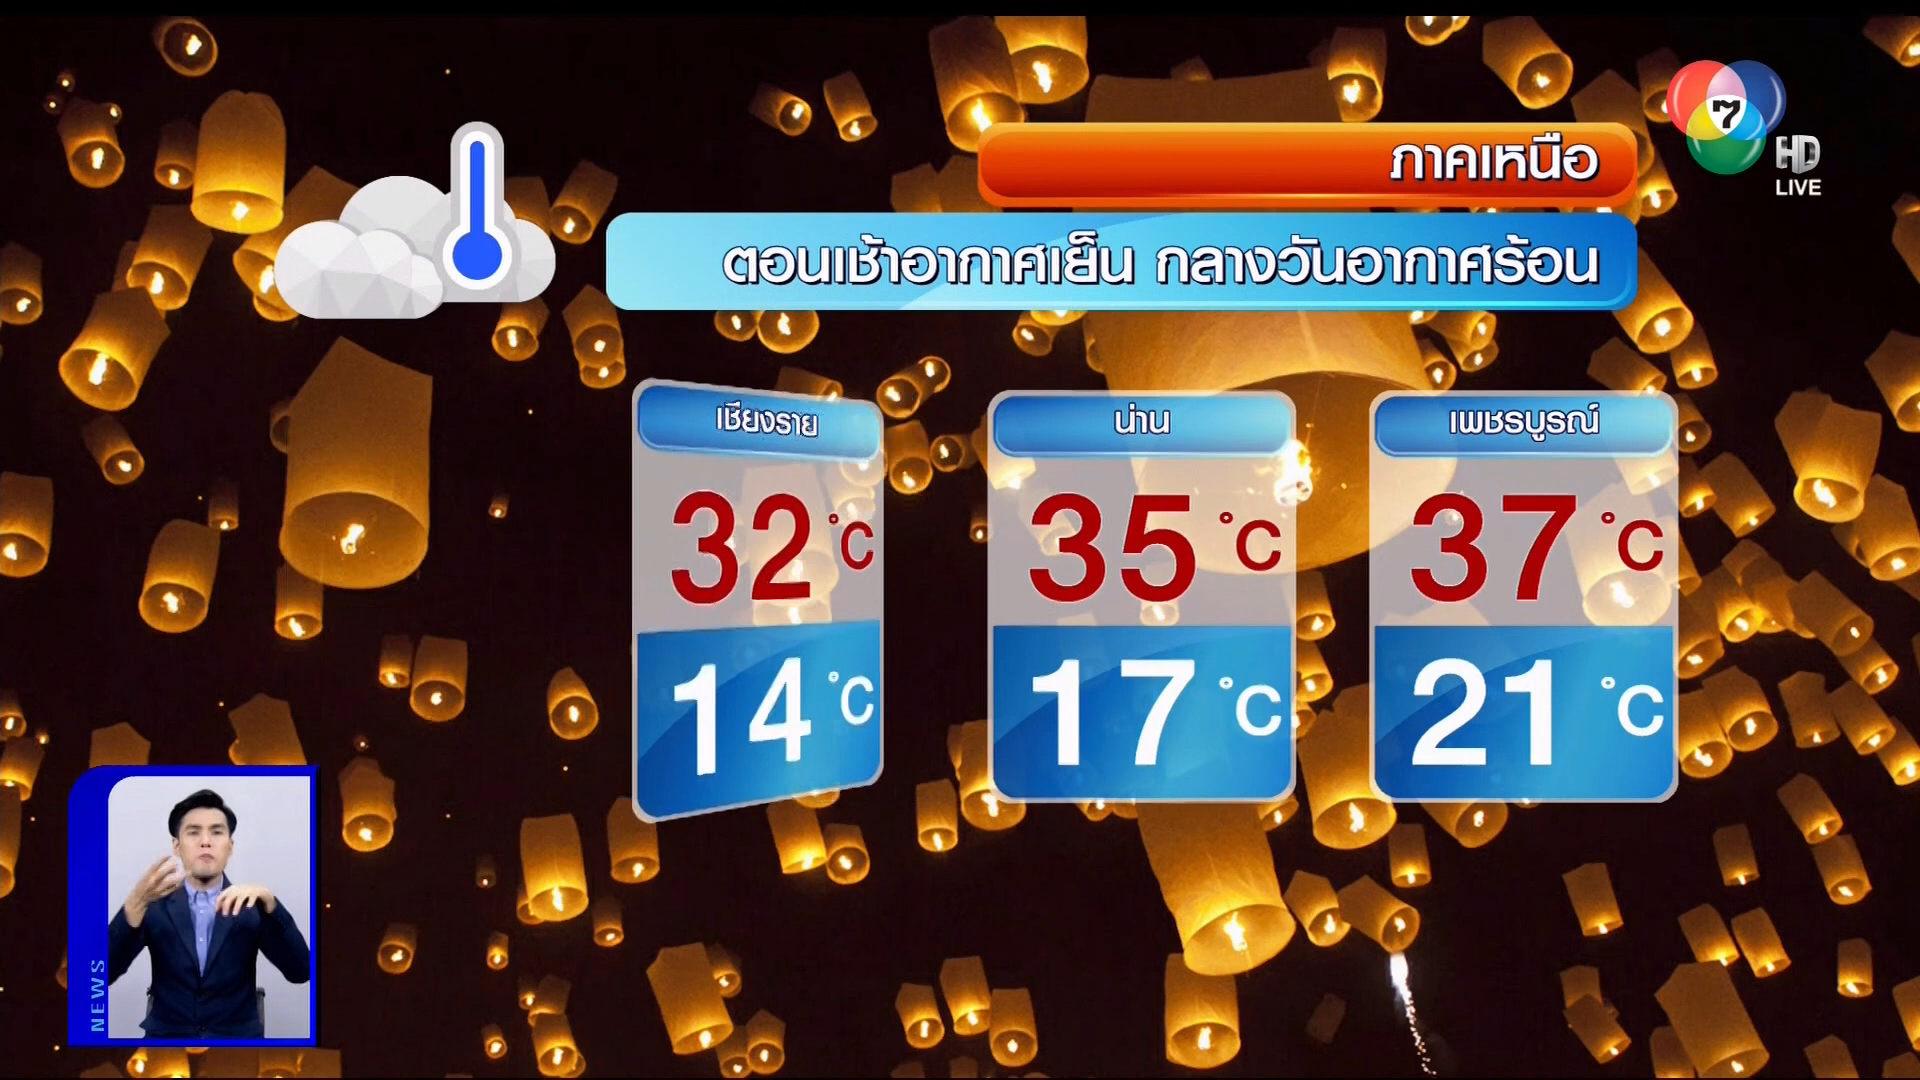 7
HD
LIVE
ภาคเหนือ
ตอนเช้าอากาศเย็น กลางวันอากาศร้อน
เชียงราย
32 °C
14 °C
น่าน
35 °C
17 °C
เพชรบูรณ์
37 °C
21 °C
NEWS